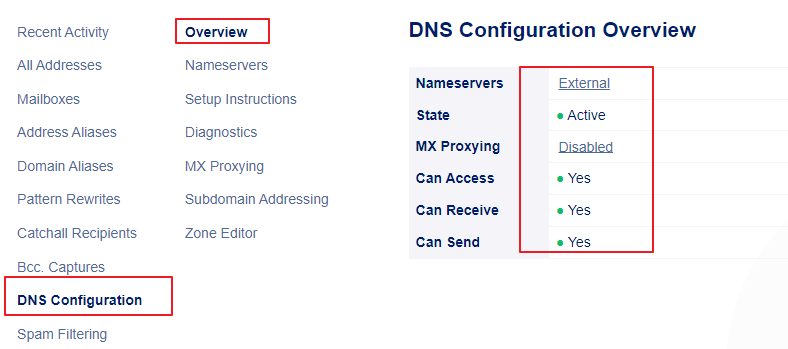 Recent Activity
All Addresses
Mailboxes
Address Aliases
Domain Aliases
Pattern Rewrites
Catchall Recipients
Bcc. Captures
DNS Configuration
Spam Filtering
Overview
Nameservers
Setup Instructions
Diagnostics
MX Proxying
Subdomain Addressing
Zone Editor
DNS Configuration Overview
Nameservers External
State Active
MX Proxying Disabled
Can Access Yes
Can Receive Yes
Can Send Yes